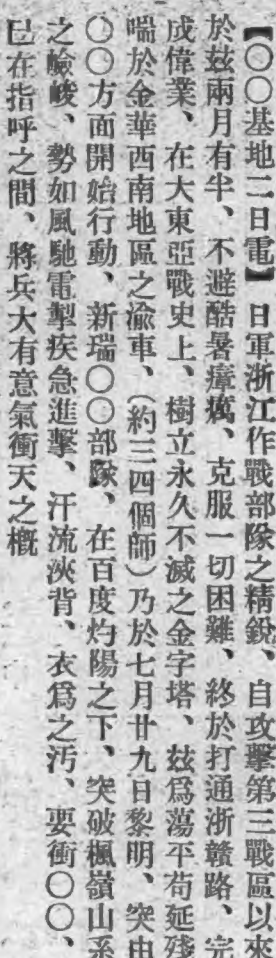 【〇〇基地二日電】日軍浙江作戰部隊之精銳、自攻擊第三戰區以來
於茲兩月有半、不避酷暑瘴癘、克服一切困難、終於打通浙贛路、完
成偉業、在大東亞戰史上、樹立永久不滅之金字塔、茲爲蕩平苟延殘
喘於金華西南地區之渝車、（約三四個師）乃於七月廿九日黎明、突由
〇〇方面開始行動、新瑞〇〇部隊、在百度灼陽之下、突破楓嶺山系
之嶮峻、勢如風馳電掣疾急進擊、汗流浹背、衣爲之汚、要衝〇〇、
已在指呼之間、將兵大有意氣衝天之概